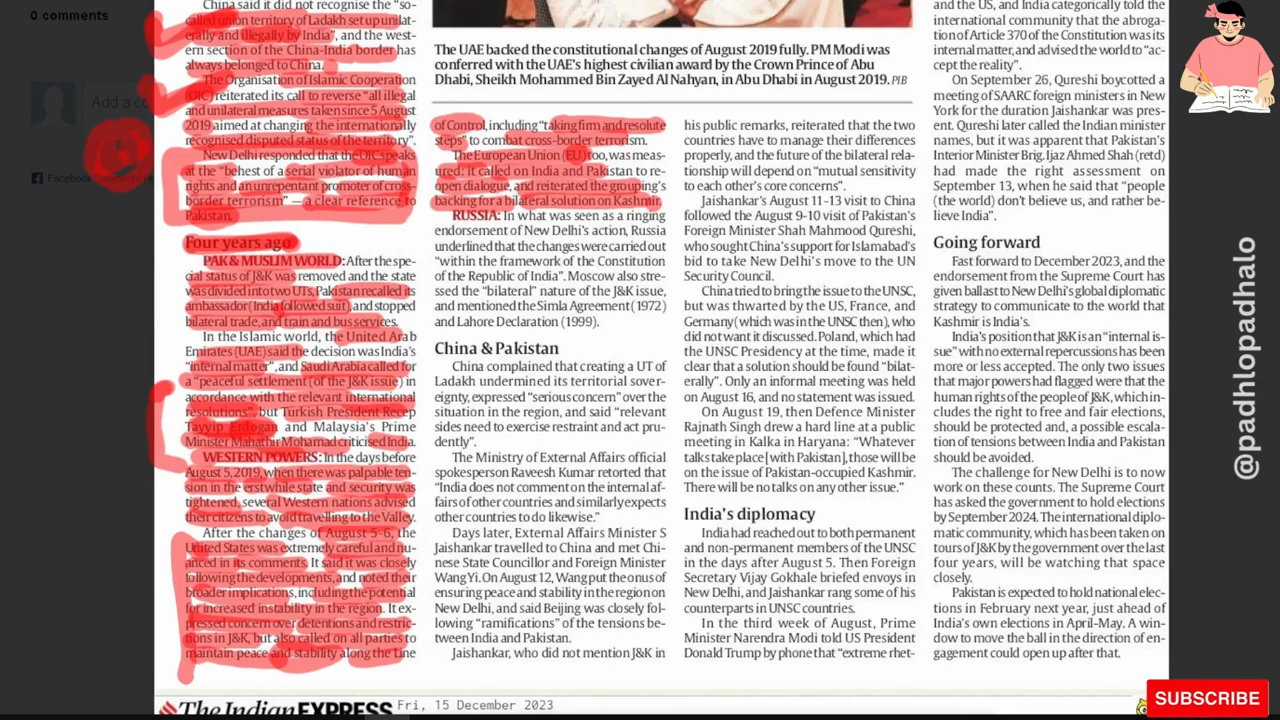 0 comments
Add a co
Facebook
China said it did not recognise the "so-
called union territory of Ladakh set up unilat-
erally and illegally by India", and the west-
ern section of the China-India border has
always belonged to China.
The Organisation of Islamic Cooperation
(OIC) reiterated its call to reverse "all illegal
and unilateral measures taken since 5 August
2019 aimed at changing the internationally
recognised disputed status of the territory".
New Delhi responded that the OIC speaks
at the "behest of a serial violator of human
rights and an unrepentant promoter of cross-
border terrorism" — a clear reference to
Pakistan.
Four years ago
PAK & MUSLIM WORLD: After the spe-
cial status of J&K was removed and the state
was divided into two UTs, Pakistan recalled its
ambassador (India followed suit), and stopped
bilateral trade, and train and bus services.
In the Islamic world, the United Arab
Emirates (UAE) said the decision was India's
"internal matter", and Saudi Arabia called for
a "peaceful settlement (of the J&K issue) in
accordance with the relevant international
resolutions", but Turkish President Recep
Tayyip Erdogan and Malaysia's Prime
Minister Mahathir Mohamad criticised India.
WESTERN POWERS: In the days before
August 5, 2019, when there was palpable ten-
sion in the erstwhile state and security was
tightened, several Western nations advised
their citizens to avoid travelling to the Valley.
After the changes of August 5-6, the
United States was extremely careful and nu-
anced in its comments. It said it was closely
following the developments, and noted their
broader implications, including the potential
for increased instability in the region. It ex-
pressed concern over detentions and restric-
tions in J&K, but also called on all parties to
maintain peace and stability along the Line
The UAE backed the constitutional changes of August 2019 fully. PM Modi was
conferred with the UAE's highest civilian award by the Crown Prince of Abu
Dhabi, Sheikh Mohammed Bin Zayed Al Nahyan, in Abu Dhabi in August 2019. PIB
of Control, including "taking firm and resolute
steps" to combat cross-border terrorism.
The European Union (EU) too, was meas-
ured: it called on India and Pakistan to re-
open dialogue, and reiterated the grouping's
backing for a bilateral solution on Kashmir.
RUSSIA: In what was seen as a ringing
endorsement of New Delhi's action, Russia
underlined that the changes were carried out
"within the framework of the Constitution
of the Republic of India". Moscow also stre-
ssed the "bilateral" nature of the J&K issue,
and mentioned the Simla Agreement (1972)
and Lahore Declaration (1999).
China & Pakistan
China complained that creating a UT of
Ladakh undermined its territorial sover-
eignty, expressed "serious concern" over the
situation in the region, and said "relevant
sides need to exercise restraint and act pru-
dently".
The Ministry of External Affairs official
spokesperson Raveesh Kumar retorted that
"India does not comment on the internal af-
fairs of other countries and similarly expects
other countries to do likewise."
Days later, External Affairs Minister S
Jaishankar travelled to China and met Chi-
nese State Councillor and Foreign Minister
Wang Yi. On August 12, Wang put the onus of
ensuring peace and stability in the region on
New Delhi, and said Beijing was closely fol-
lowing "ramifications" of the tensions be-
tween India and Pakistan.
Jaishankar, who did not mention J&K in
his public remarks, reiterated that the two
countries have to manage their differences
properly, and the future of the bilateral rela-
tionship will depend on "mutual sensitivity
to each other's core concerns".
Jaishankar's August 11-13 visit to China
followed the August 9-10 visit of Pakistan's
Foreign Minister Shah Mahmood Qureshi,
who sought China's support for Islamabad's
bid to take New Delhi's move to the UN
Security Council.
China tried to bring the issue to the UNSC,
but was thwarted by the US, France, and
Germany (which was in the UNSC then), who
did not want it discussed. Poland, which had
the UNSC Presidency at the time, made it
clear that a solution should be found "bilat-
erally". Only an informal meeting was held
on August 16, and no statement was issued.
On August 19, then Defence Minister
Rajnath Singh drew a hard line at a public
meeting in Kalka in Haryana: "Whatever
talks take place [with Pakistan], those will be
on the issue of Pakistan-occupied Kashmir.
There will be no talks on any other issue."
India's diplomacy
India had reached out to both permanent
and non-permanent members of the UNSC
in the days after August 5. Then Foreign
Secretary Vijay Gokhale briefed envoys in
New Delhi, and Jaishankar rang some of his
counterparts in UNSC countries.
In the third week of August, Prime
Minister Narendra Modi told US President
Donald Trump by phone that "extreme rhet-
and the US, and India categorically told the
international community that the abroga-
tion of Article 370 of the Constitution was its
internal matter, and advised the world to "ac-
cept the reality".
On September 26, Qureshi boycotted a
meeting of SAARC foreign ministers in New
York for the duration Jaishankar was pres-
ent. Qureshi later called the Indian minister
names, but it was apparent that Pakistan's
Interior Minister Brig. Ijaz Ahmed Shah (retd)
had made the right assessment on
September 13, when he said that "people
(the world) don't believe us, and rather be-
lieve India".
Going forward
Fast forward to December 2023, and the
endorsement from the Supreme Court has
given ballast to New Delhi's global diplomatic
strategy to communicate to the world that
Kashmir is India's.
India's position that J&K is an "internal is-
sue" with no external repercussions has been
more or less accepted. The only two issues
that major powers had flagged were that the
human rights of the people of J&K, which in-
cludes the right to free and fair elections,
should be protected and, a possible escala-
tion of tensions between India and Pakistan
should be avoided.
The challenge for New Delhi is to now
work on these counts. The Supreme Court
has asked the government to hold elections
by September 2024. The international diplo-
matic community, which has been taken on
tours of J&K by the government over the last
four years, will be watching that space
closely.
Pakistan is expected to hold national elec-
tions in February next year, just ahead of
India's own elections in April-May. A win-
dow to move the ball in the direction of en-
gagement could open up after that.
@padhlopadhalo
The Indian EXPRESS
Fri, 15 December 2023
SUBSCRIBE